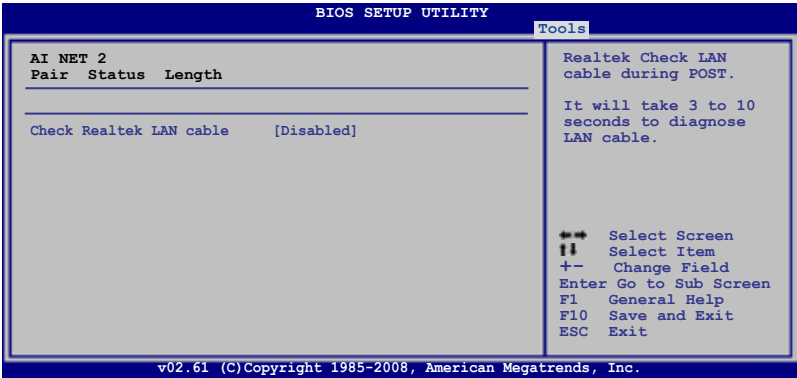 BIOS SETUP UTILITY
Tools
AI NET 2
Pair Status Length
Check Realtek LAN cable [Disabled]
Realtek Check LAN
cable during POST.
It will take 3 to 10
seconds to diagnose
LAN cable.
←→ Select Screen
↑↓ Select Item
+- Change Field
Enter Go to Sub Screen
F1 General Help
F10 Save and Exit
ESC Exit
v02.61 (C)Copyright 1985-2008, American Megatrends, Inc.